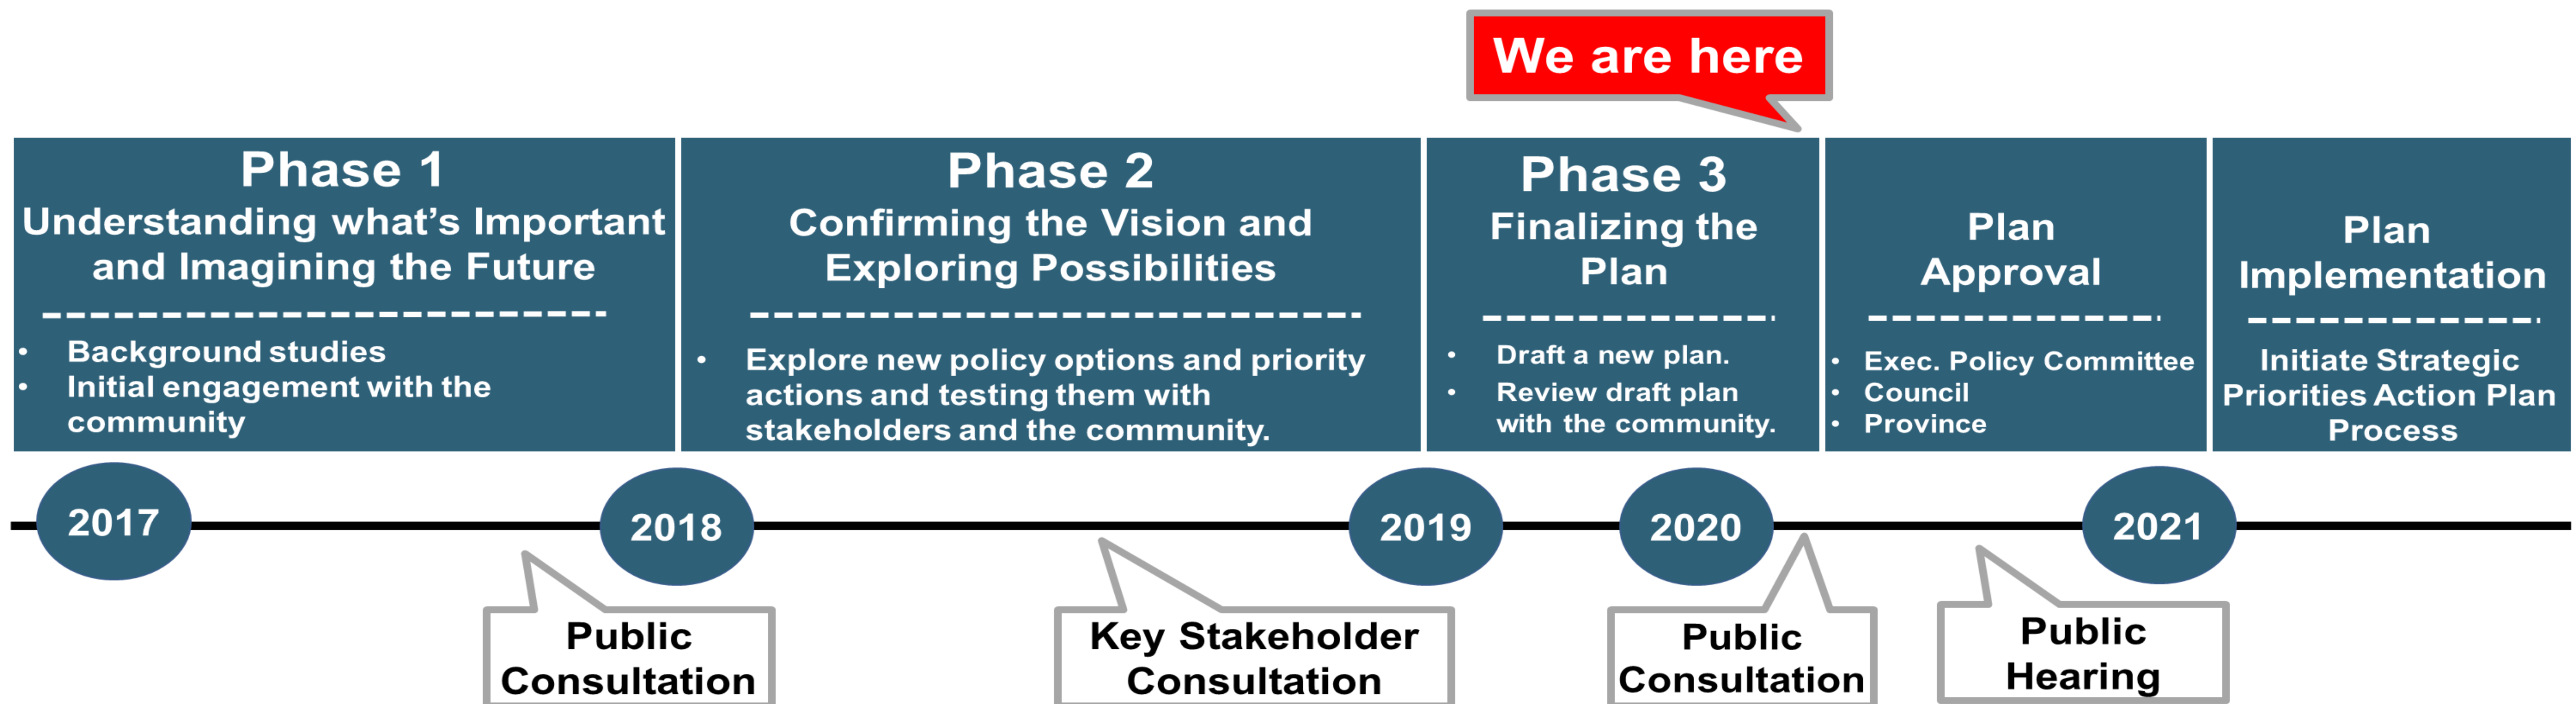 We are here
Phase 1
Understanding what's Important
and Imagining the Future
• Background studies
• Initial engagement with the
community
Phase 2
Confirming the Vision and
Exploring Possibilities
• Explore new policy options and priority
actions and testing them with
stakeholders and the community.
Phase 3
Finalizing the
Plan
• Draft a new plan.
• Review draft plan
with the community.
Plan
Approval
• Exec. Policy Committee
• Council
• Province
Plan
Implementation
Initiate Strategic
Priorities Action Plan
Process
2017
2018
2019
2020
2021
Public
Consultation
Key Stakeholder
Consultation
Public
Consultation
Public
Hearing